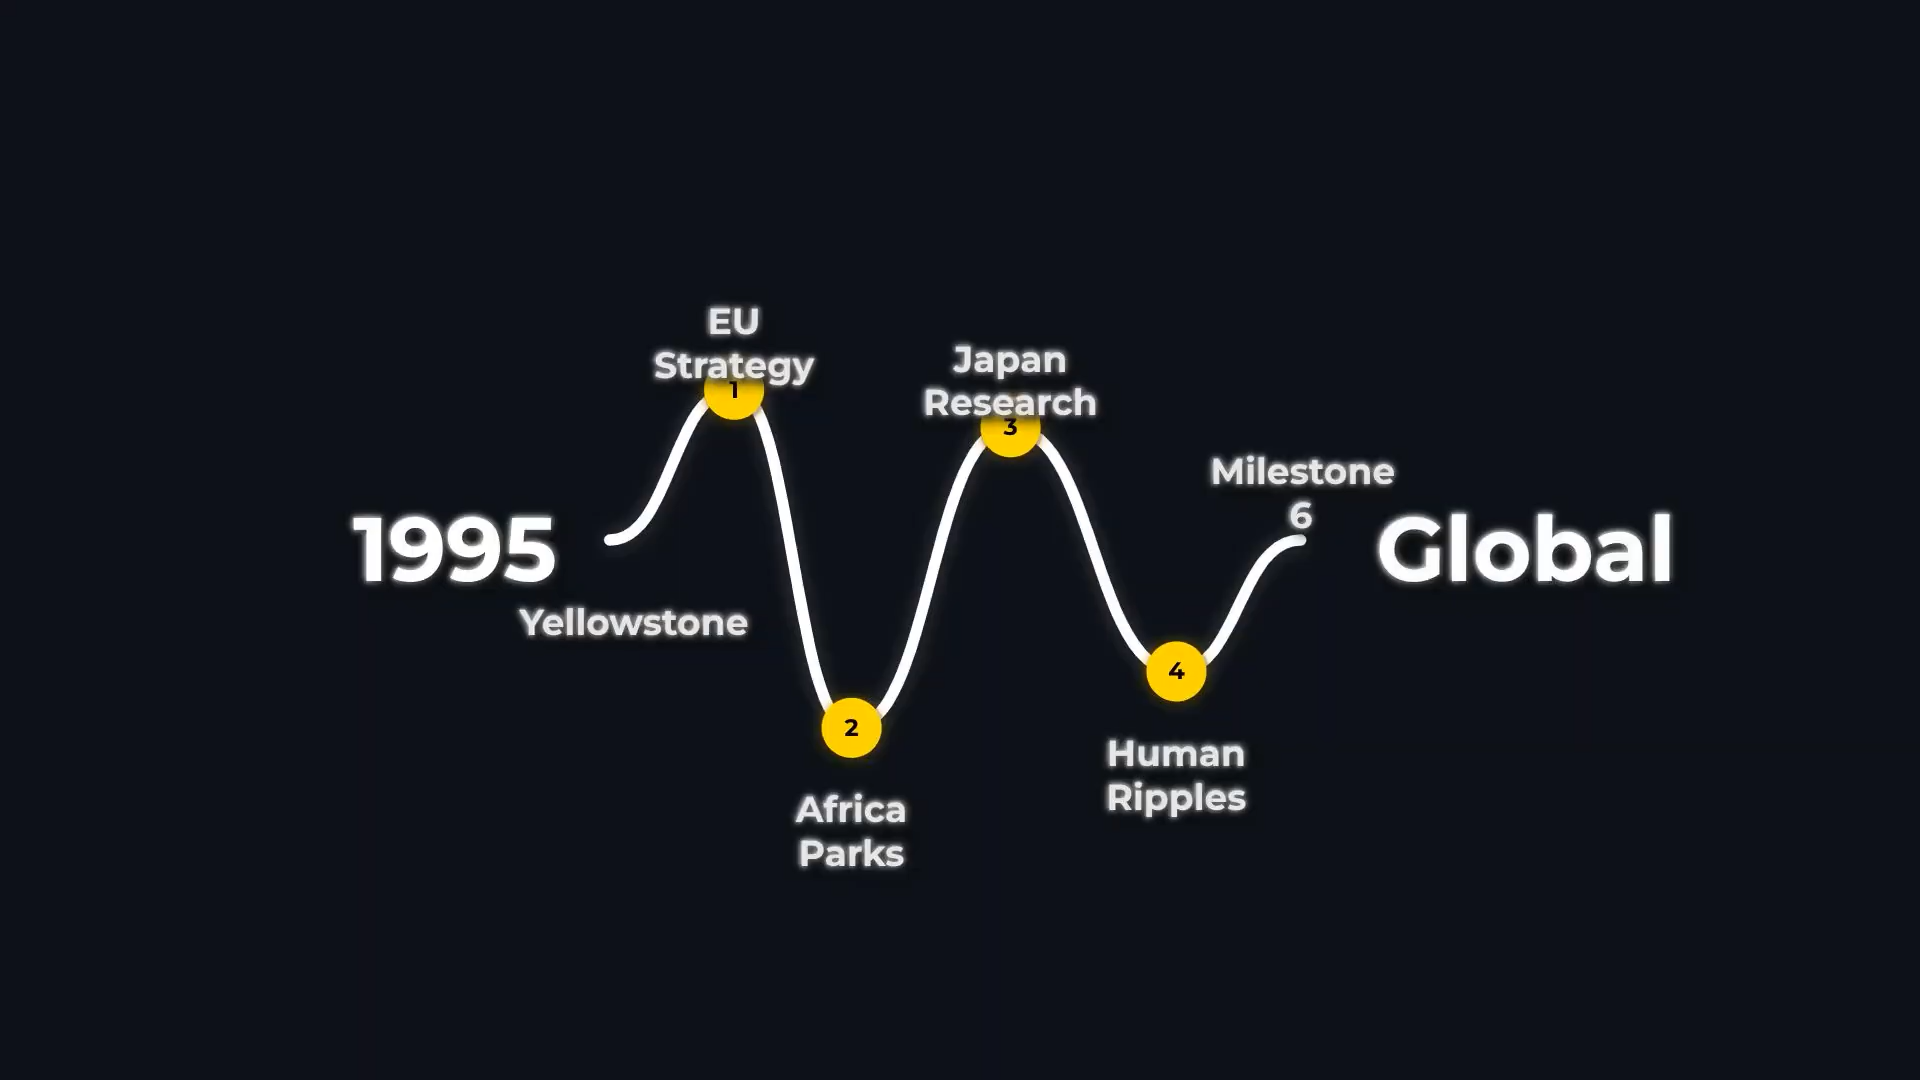 1995
Yellowstone
EU
Strategy
1
2
Africa
Parks
Japan
Research
3
4
Human
Ripples
Milestone
6
Global